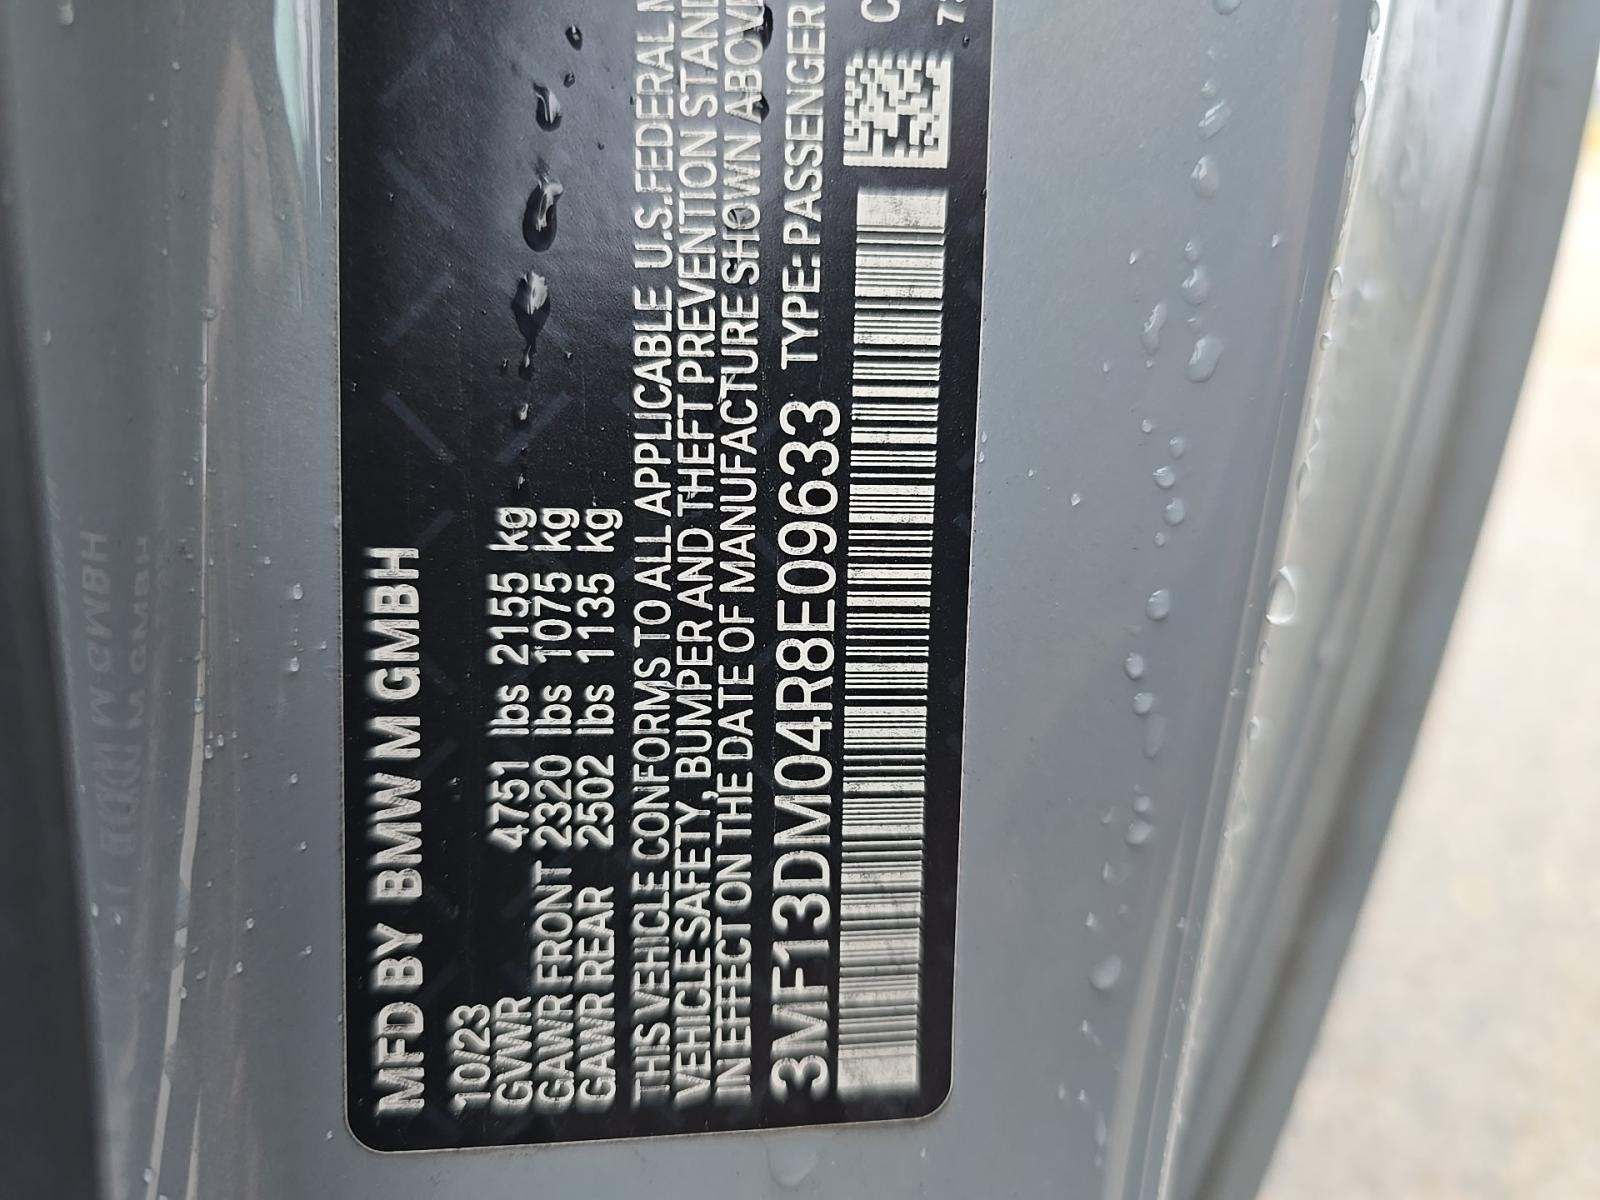 MFD BY BMW M GMBH
10/23
GVWR 4751 lbs 2155 kg
GAWR FRONT 2320 lbs 1075 kg
GAWR REAR 2502 lbs 1135 kg
THIS VEHICLE CONFORMS TO ALL APPLICABLE U.S.FEDERAL M
VEHICLE SAFETY, BUMPER AND THEFT PREVENTION STAND
IN EFFECT ON THE DATE OF MANUFACTURE SHOWN ABOVE
3MF13DM04R8E09633 TYPE: PASSENGER C